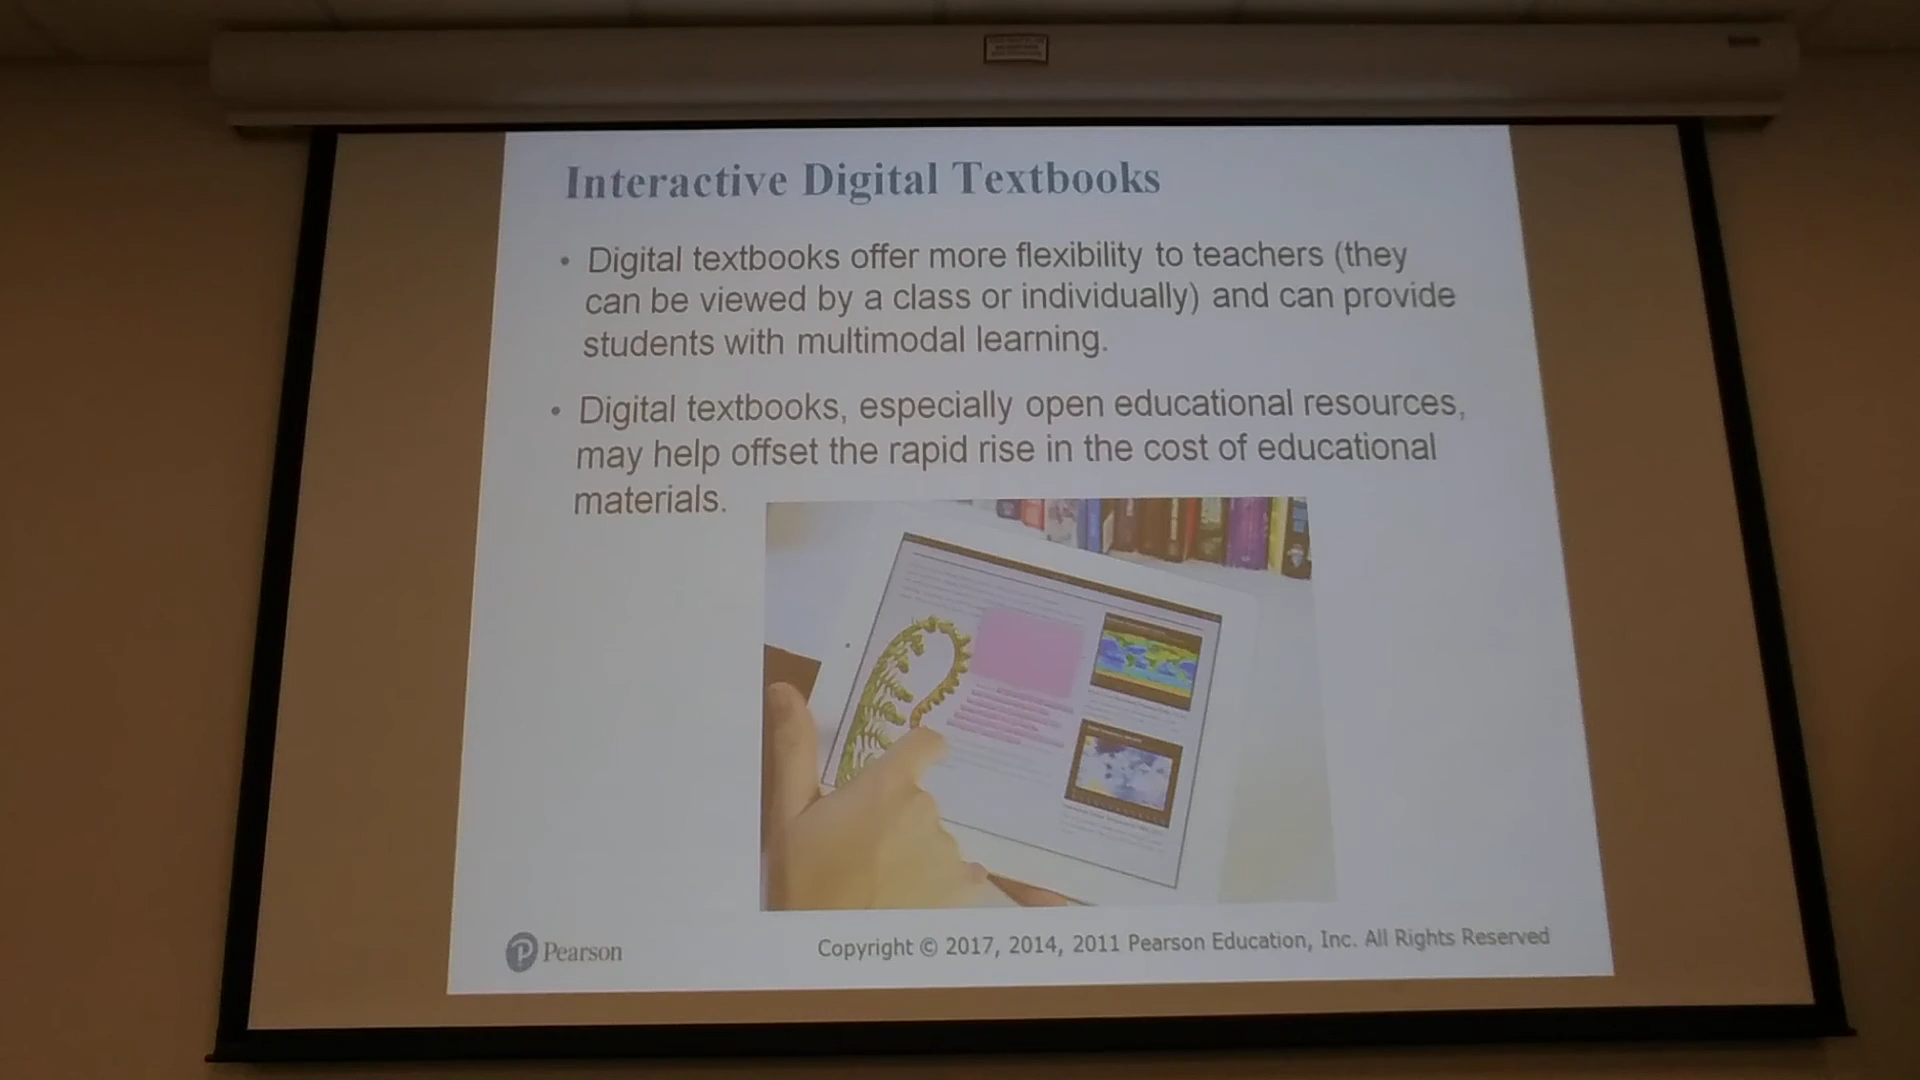 Interactive Digital Textbooks
• Digital textbooks offer more flexibility to teachers (they
can be viewed by a class or individually) and can provide
students with multimodal learning.
• Digital textbooks, especially open educational resources,
may help offset the rapid rise in the cost of educational
materials.
P Pearson
Copyright © 2017, 2014, 2011 Pearson Education, Inc. All Rights Reserved